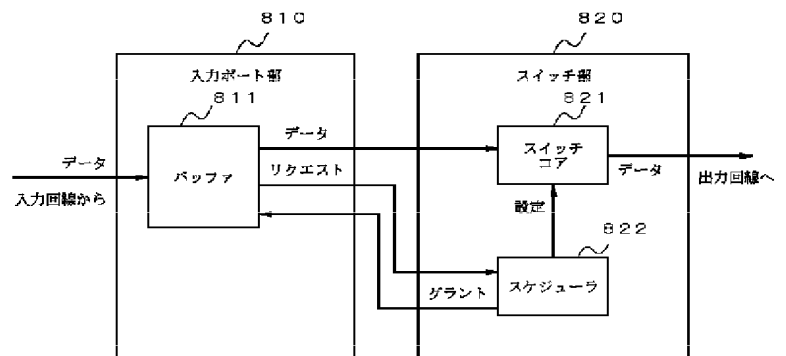 810
820
入力ポート部
スイッチ部
811
821
データ
データ
バッファ
リクエスト
スイッチ
コア
データ
入力回線から
出力回線へ
設定
822
グラント
スケジューラ